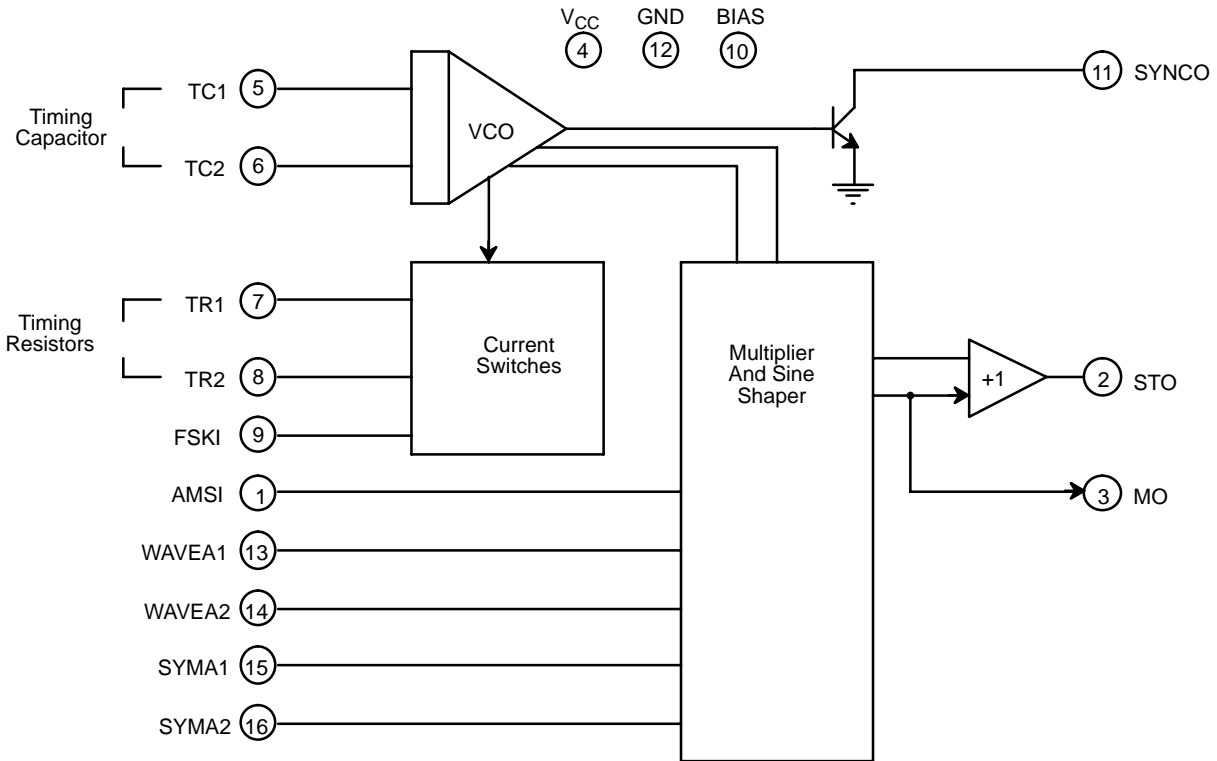 VCC GND BIAS
4 12 10
TC1 5
11 SYNCO
Timing
Capacitor
VCO
TC2 6
TR1 7
Timing
Resistors
Current
Switches
Multiplier
And Sine
Shaper
TR2 8
+1
2 STO
FSKI 9
AMSI 1
3 MO
WAVEA1 13
WAVEA2 14
SYMA1 15
SYMA2 16